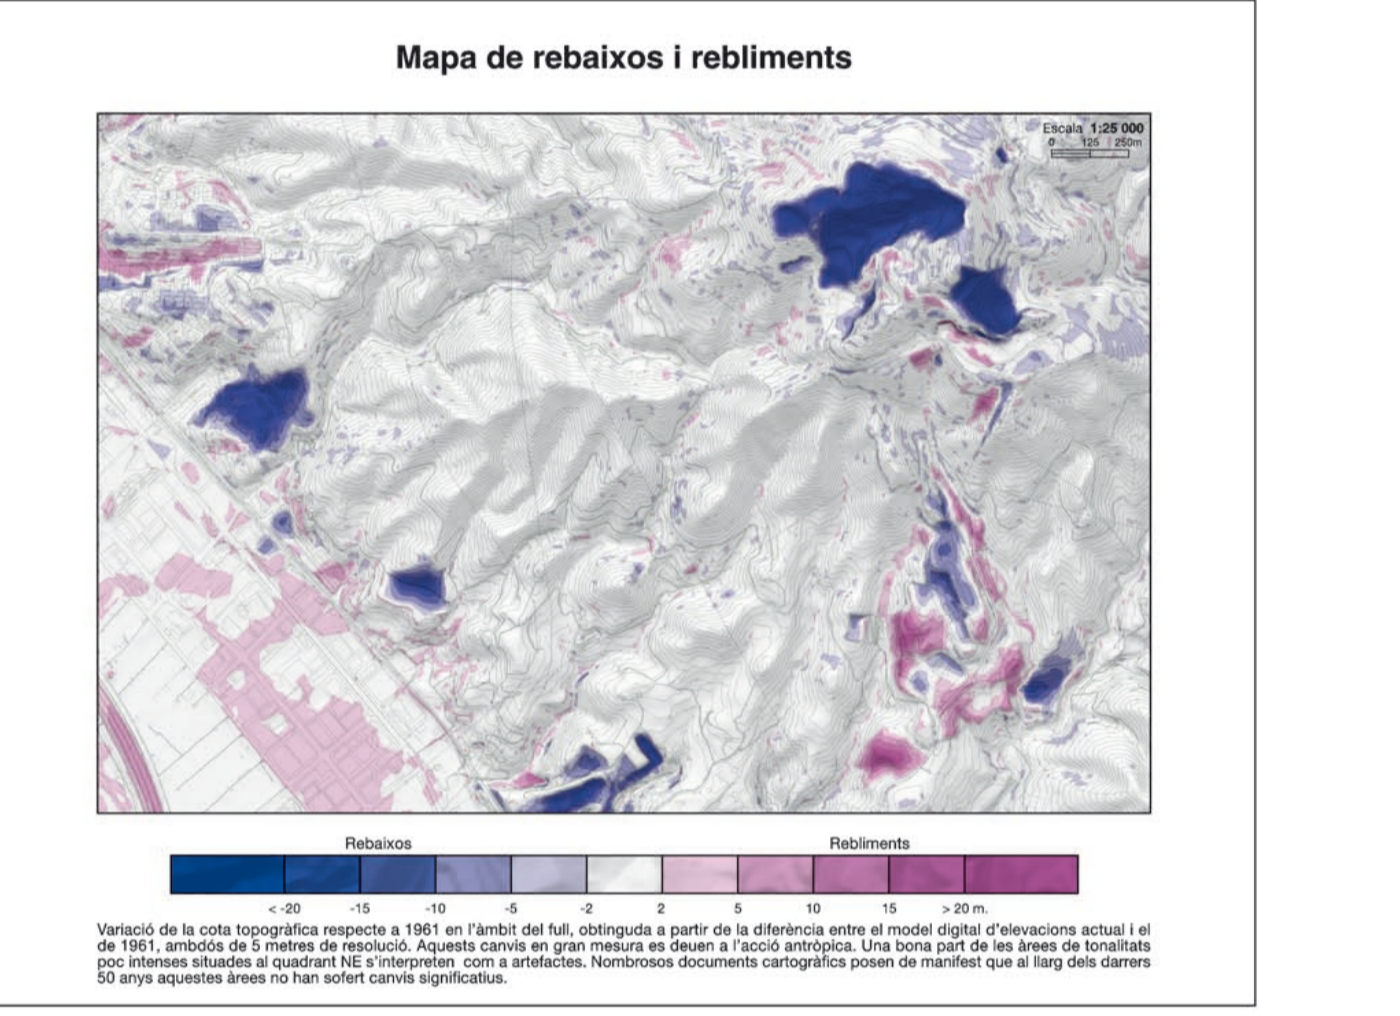 Mapa de rebaixos i rebliments
Escala 1:25 000
0 125 250m
Rebaixos Rebliments
< -20 -15 -10 -5 -2 2 5 10 15 > 20 m.
Variació de la cota topogràfica respecte a 1961 en l'àmbit del full, obtinguda a partir de la diferència entre el model digital d'elevacions actual i el
de 1961, ambdós de 5 metres de resolució. Aquests canvis en gran mesura es deuen a l'acció antròpica. Una bona part de les àrees de tonalitats
poc intenses situades al quadrant NE s'interpreten com a artefactes. Nombrosos documents cartogràfics posen de manifest que al llarg dels darrers
50 anys aquestes àrees no han sofert canvis significatius.